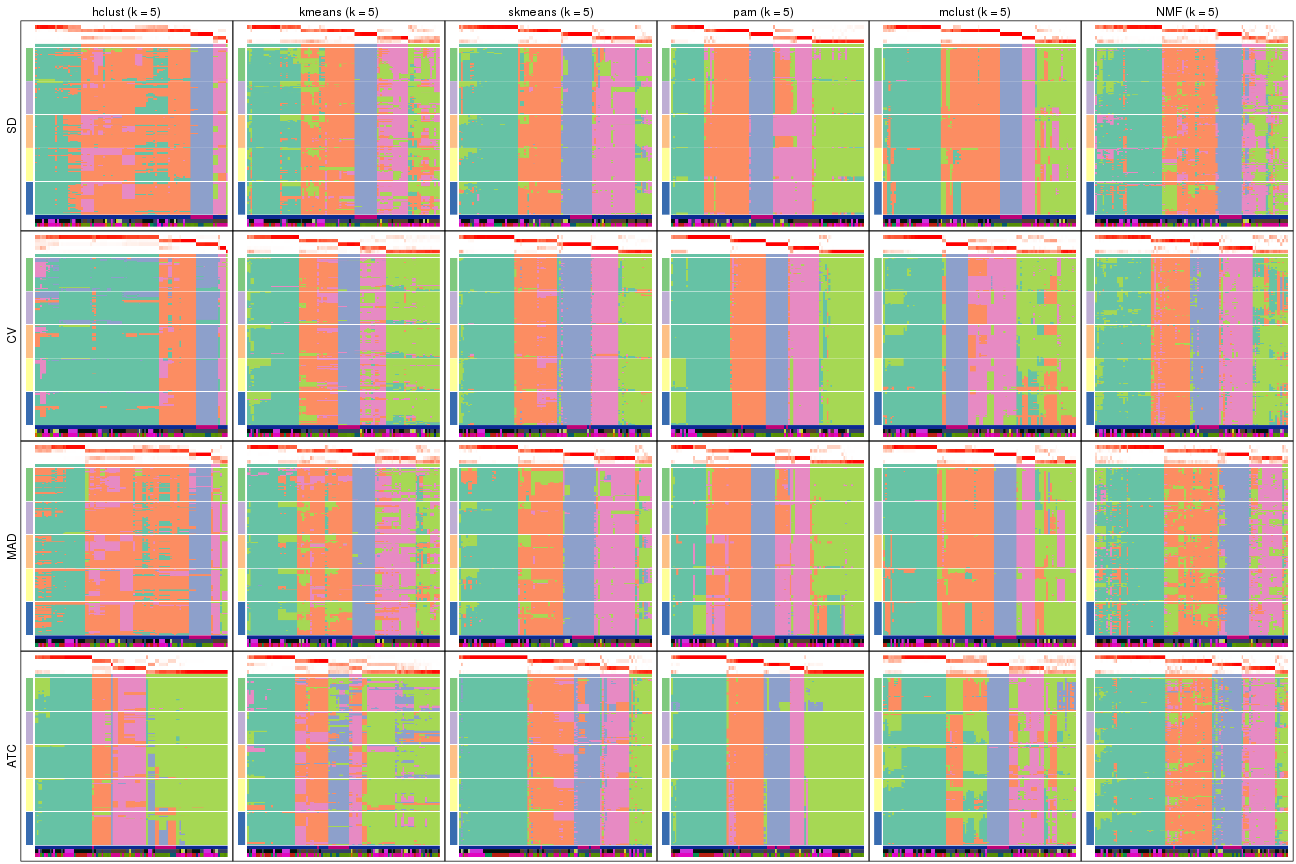 hclust (k = 5) kmeans (k = 5) skmeans (k = 5) pam (k = 5) mclust (k = 5) NMF (k = 5)
SD
CV
MAD
ATC